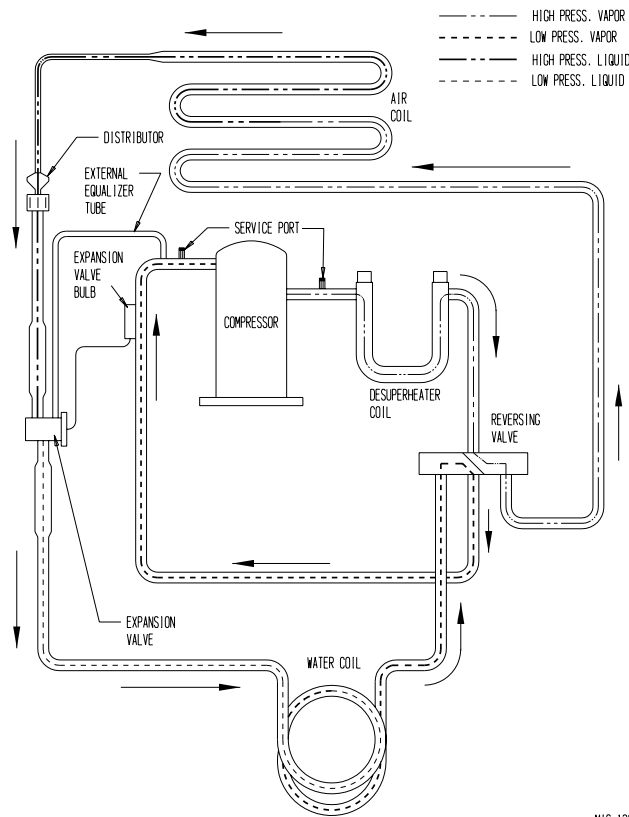 HIGH PRESS. VAPOR
LOW PRESS. VAPOR
HIGH PRESS. LIQUID
LOW PRESS. LIQUID
AIR
COIL
DISTRIBUTOR
EXTERNAL
EQUALIZER
TUBE
SERVICE PORT
EXPANSION
VALVE
BULB
COMPRESSOR
DESUPERHEATER
COIL
REVERSING
VALVE
EXPANSION
VALVE
WATER COIL